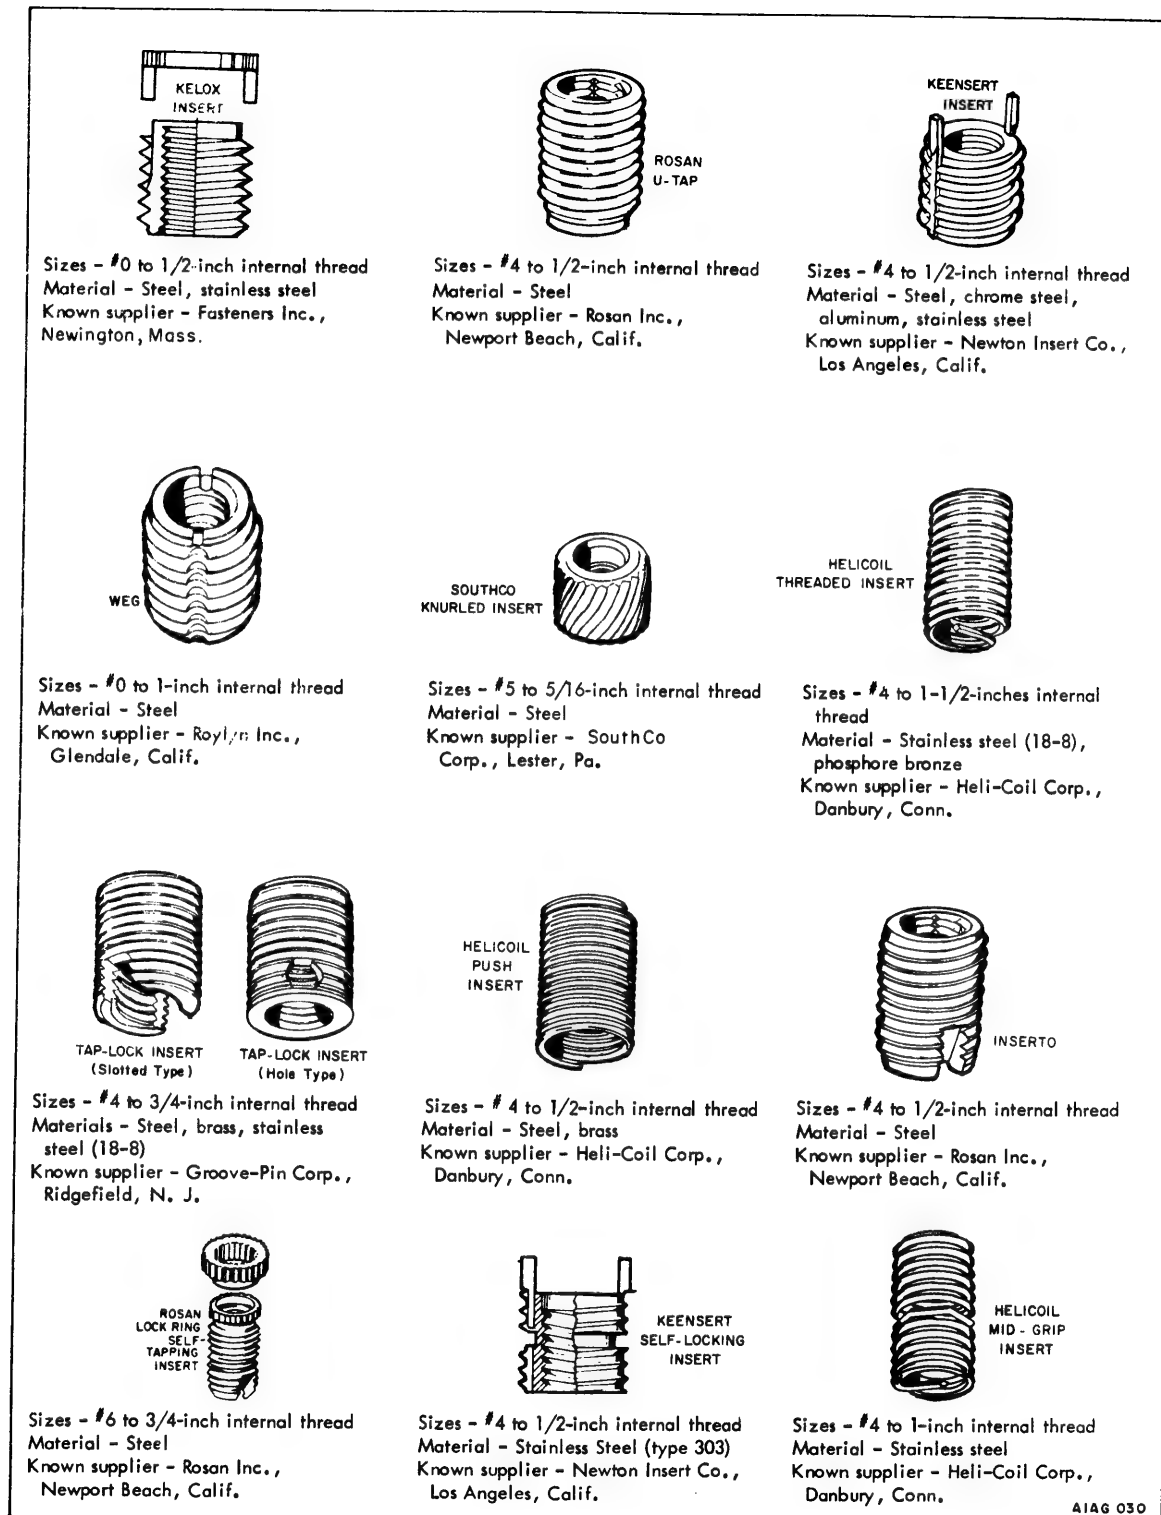 KELOX
INSERT
Sizes - #0 to 1/2-inch internal thread
Material - Steel, stainless steel
Known supplier - Fasteners Inc.,
Newington, Mass.
ROSAN
U-TAP
Sizes - #4 to 1/2-inch internal thread
Material - Steel
Known supplier - Rosan Inc.,
Newport Beach, Calif.
KEENSERT
INSERT
Sizes - #4 to 1/2-inch internal thread
Material - Steel, chrome steel,
aluminum, stainless steel
Known supplier - Newton Insert Co.,
Los Angeles, Calif.
WEG
Sizes - #0 to 1-inch internal thread
Material - Steel
Known supplier - Roylyn Inc.,
Glendale, Calif.
SOUTHCO
KNURLED INSERT
Sizes - #5 to 5/16-inch internal thread
Material - Steel
Known supplier - SouthCo
Corp., Lester, Pa.
HELICOIL
THREADED INSERT
Sizes - #4 to 1-1/2-inches internal
thread
Material - Stainless steel (18-8),
phosphore bronze
Known supplier - Heli-Coil Corp.,
Danbury, Conn.
TAP-LOCK INSERT
(Slotted Type)
TAP-LOCK INSERT
(Hole Type)
Sizes - #4 to 3/4-inch internal thread
Materials - Steel, brass, stainless
steel (18-8)
Known supplier - Groove-Pin Corp.,
Ridgefield, N. J.
HELICOIL
PUSH
INSERT
Sizes - # 4 to 1/2-inch internal thread
Material - Steel, brass
Known supplier - Heli-Coil Corp.,
Danbury, Conn.
INSERTO
Sizes - #4 to 1/2-inch internal thread
Material - Steel
Known supplier - Rosan Inc.,
Newport Beach, Calif.
ROSAN
LOCK RING
SELF-
TAPPING
INSERT
Sizes - #6 to 3/4-inch internal thread
Material - Steel
Known supplier - Rosan Inc.,
Newport Beach, Calif.
KEENSERT
SELF-LOCKING
INSERT
Sizes - #4 to 1/2-inch internal thread
Material - Stainless Steel (type 303)
Known supplier - Newton Insert Co.,
Los Angeles, Calif.
HELICOIL
MID - GRIP
INSERT
Sizes - #4 to 1-inch internal thread
Material - Stainless steel
Known supplier - Heli-Coil Corp.,
Danbury, Conn.
AIAG 030